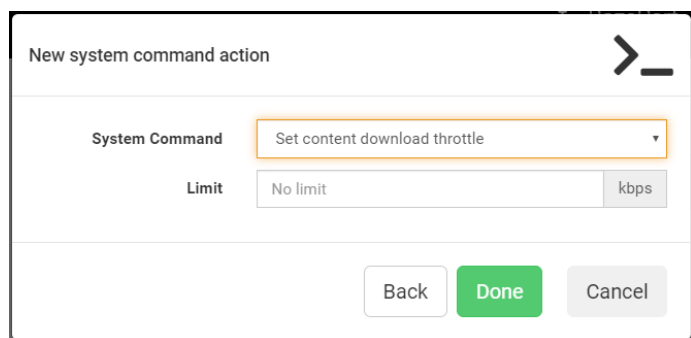 New system command action
System Command Set content download throttle
Limit No limit kbps
Back Done Cancel